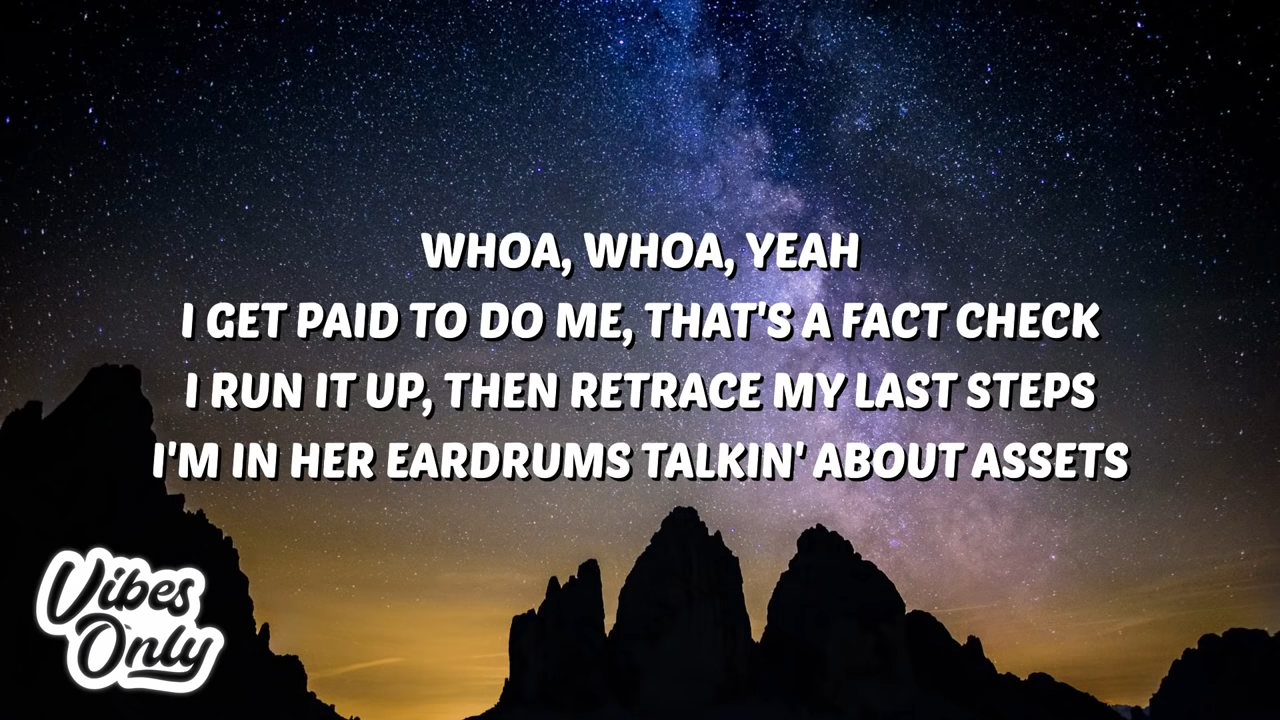 WHOA, WHOA, YEAH
I GET PAID TO DO ME, THAT'S A FACT CHECK
I RUN IT UP, THEN RETRACE MY LAST STEPS
I'M IN HER EARDRUMS TALKIN' ABOUT ASSETS
Vibes
Only